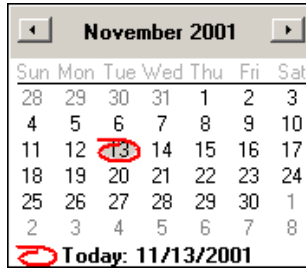 November 2001
Sun Mon Tue Wed Thu Fri Sat
28 29 30 31 1 2 3
4 5 6 7 8 9 10
11 12 13 14 15 16 17
18 19 20 21 22 23 24
25 26 27 28 29 30 1
2 3 4 5 6 7 8
Today: 11/13/2001